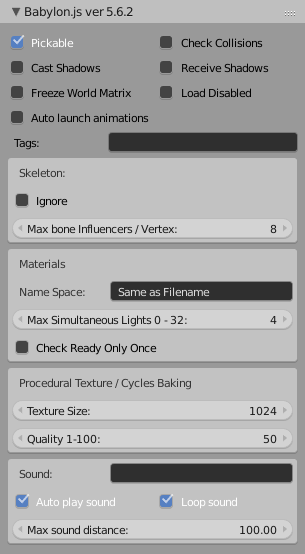 Babylon.js ver 5.6.2
Pickable Check Collisions
Cast Shadows Receive Shadows
Freeze World Matrix Load Disabled
Auto launch animations
Tags:
Skeleton:
Ignore
Max bone Influencers / Vertex: 8
Materials
Name Space: Same as Filename
Max Simultaneous Lights 0 - 32: 4
Check Ready Only Once
Procedural Texture / Cycles Baking
Texture Size: 1024
Quality 1-100: 50
Sound:
Auto play sound Loop sound
Max sound distance: 100.00